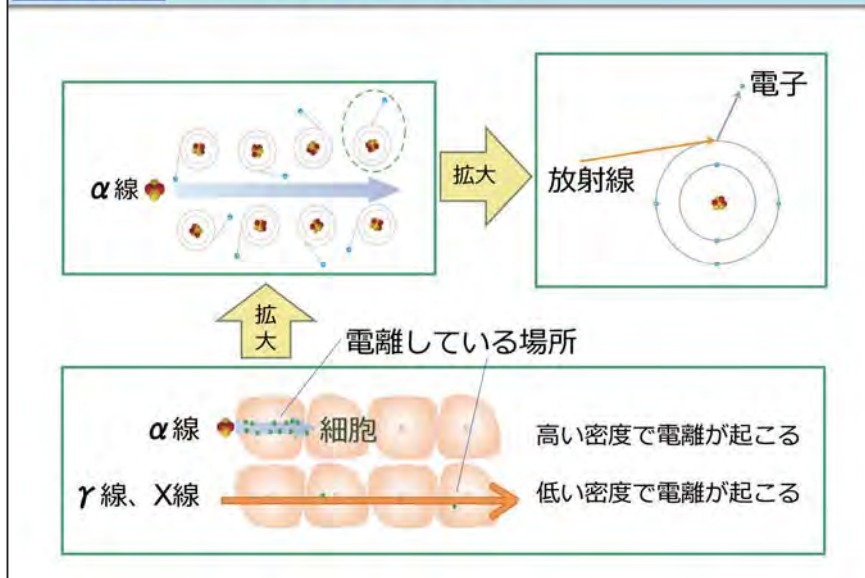 α線
拡大
電子
放射線
拡
大
電離している場所
α線
細胞
高い密度で電離が起こる
γ線、X線
低い密度で電離が起こる